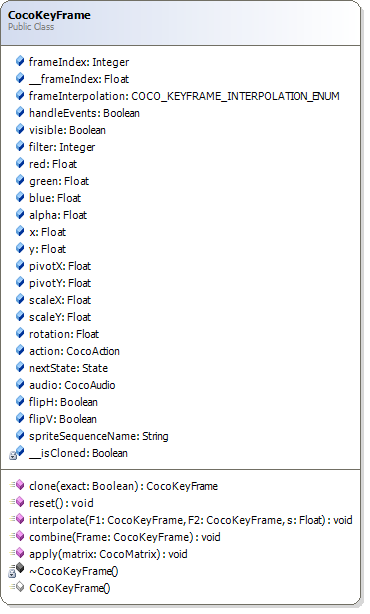 CocoKeyFrame
Public Class
frameIndex: Integer
__frameIndex: Float
frameInterpolation: COCO_KEYFRAME_INTERPOLATION_ENUM
handleEvents: Boolean
visible: Boolean
filter: Integer
red: Float
green: Float
blue: Float
alpha: Float
x: Float
y: Float
pivotX: Float
pivotY: Float
scaleX: Float
scaleY: Float
rotation: Float
action: CocoAction
nextState: State
audio: CocoAudio
flipH: Boolean
flipV: Boolean
spriteSequenceName: String
__isCloned: Boolean
clone(exact: Boolean) : CocoKeyFrame
reset() : void
interpolate(F1: CocoKeyFrame, F2: CocoKeyFrame, s: Float) : void
combine(Frame: CocoKeyFrame) : void
apply(matrix: CocoMatrix) : void
~CocoKeyFrame()
CocoKeyFrame()